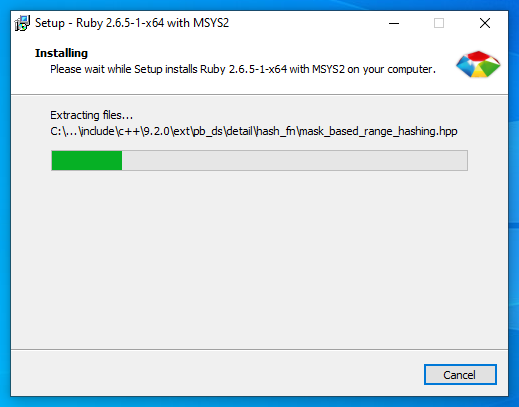 Setup - Ruby 2.6.5-1-x64 with MSYS2
Installing
Please wait while Setup installs Ruby 2.6.5-1-x64 with MSYS2 on your computer.
Extracting files...
C:\...\include\c++\9.2.0\ext\pb_ds\detail\hash_fn\mask_based_range_hashing.hpp
Cancel